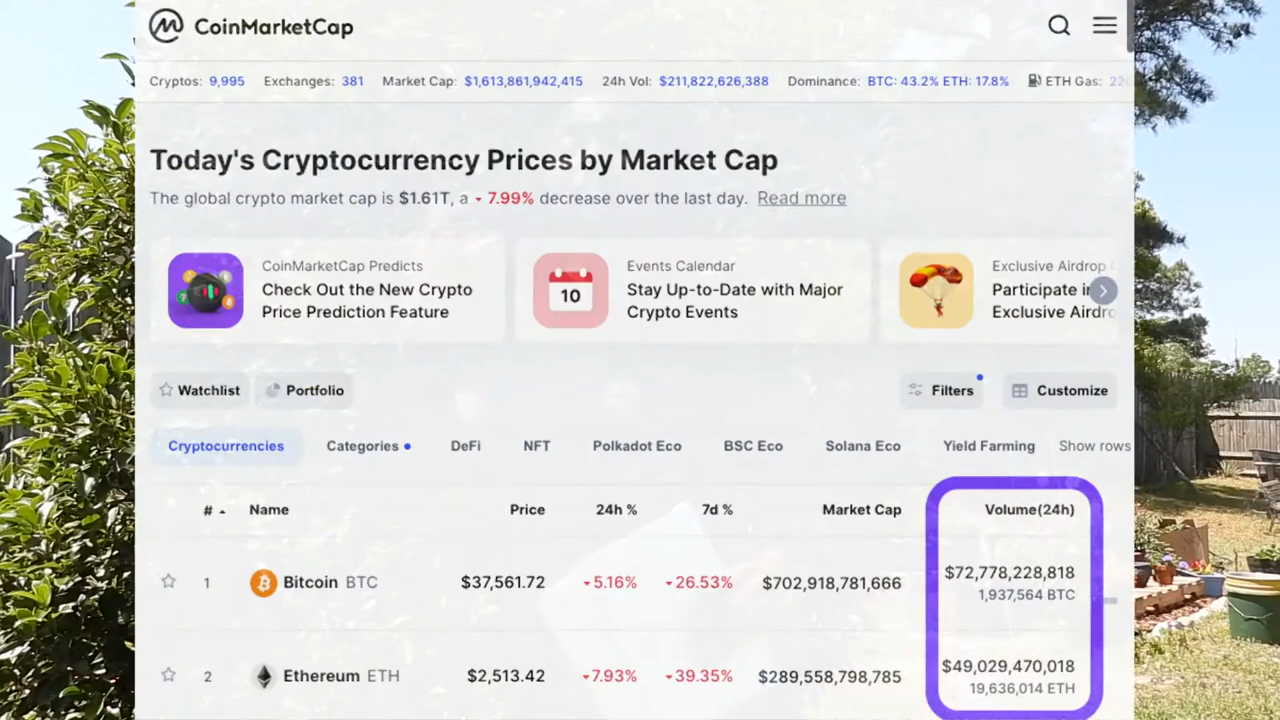 CoinMarketCap
Cryptos: 9,995 Exchanges: 381 Market Cap: $1,613,861,942,415 24h Vol: $211,822,626,388 Dominance: BTC: 43.2% ETH: 17.8% ETH Gas:
Today's Cryptocurrency Prices by Market Cap
The global crypto market cap is $1.61T, a 7.99% decrease over the last day. Read more
CoinMarketCap Predicts
Check Out the New Crypto
Price Prediction Feature
10
Events Calendar
Stay Up-to-Date with Major
Crypto Events
Exclusive Airdrop
Participate
Exclusive
Watchlist Portfolio Filters Customize
Cryptocurrencies Categories DeFi NFT Polkadot Eco BSC Eco Solana Eco Yield Farming Show rows
# Name Price 24h % 7d % Market Cap Volume(24h)
1 Bitcoin BTC $37,561.72 5.16% 26.53% $702,918,781,666 $72,778,228,818
1,937,564 BTC
2 Ethereum ETH $2,513.42 7.93% 39.35% $289,558,798,785 $49,029,470,018
19,636,014 ETH